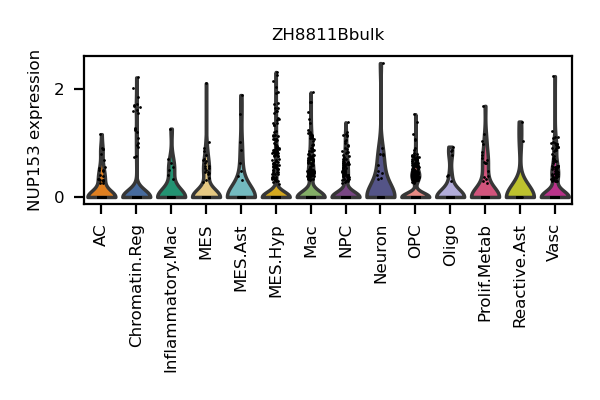 ZH8811Bbulk
NUP153 expression
2
0
AC
Chromatin.Reg
Inflammatory.Mac
MES
MES.Ast
MES.Hyp
Mac
NPC
Neuron
OPC
Oligo
Prolif.Metab
Reactive.Ast
Vasc